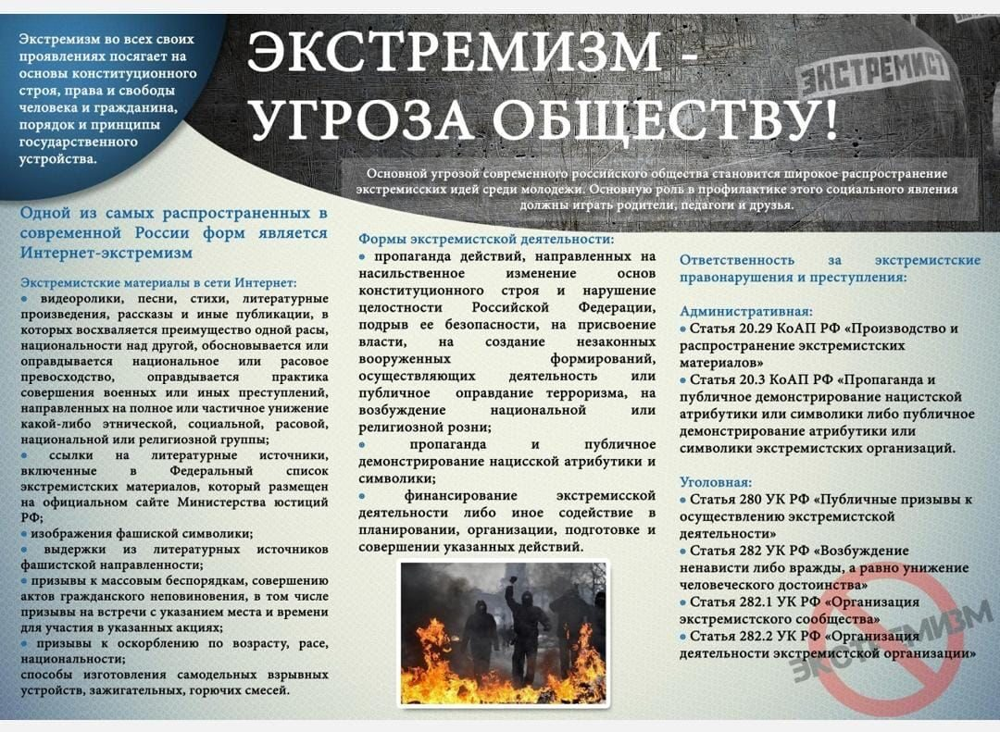 Экстремизм во всех своих
проявлениях посягает на
основы конституционного
строя, права и свободы
человека и гражданина,
порядок и принципы
государственного
устройства.
ЭКСТРЕМИЗМ -
УГРОЗА ОБЩЕСТВУ!
ЭКСТРЕМИСТ
Основной угрозой современного российского общества становится широкое распространение
экстремисских идей среди молодежи. Основную роль в профилактике этого социального явления
должны играть родители, педагоги и друзья.
Одной из самых распространенных в
современной России форм является
Интернет-экстремизм
Экстремистские материалы в сети Интернет:
• видеоролики, песни, стихи, литературные
произведения, рассказы и иные публикации, в
которых восхваляется преимущество одной расы,
национальности над другой, обосновывается или
оправдывается национальное или расовое
превосходство, оправдывается практика
совершения военных или иных преступлений,
направленных на полное или частичное унижение
какой-либо этнической, социальной, расовой,
национальной или религиозной группы;
• ссылки на литературные источники,
включенные в Федеральный список
экстремистских материалов, который размещен
на официальном сайте Министерства юстиций
РФ;
• изображения фашиской символики;
• выдержки из литературных источников
фашистской направленности;
• призывы к массовым беспорядкам, совершению
актов гражданского неповиновения, в том числе
призывы на встречи с указанием места и времени
для участия в указанных акциях;
• призывы к оскорблению по возрасту, расе,
национальности;
способы изготовления самодельных взрывных
устройств, зажигательных, горючих смесей.
Формы экстремистской деятельности:
• пропаганда действий, направленных на
насильственное изменение основ
конституционного строя и нарушение
целостности Российской Федерации,
подрыв ее безопасности, на присвоение
власти, на создание незаконных
вооруженных формирований,
осуществляющих деятельность или
публичное оправдание терроризма, на
возбуждение национальной или
религиозной розни;
• пропаганда и публичное
демонстрирование нацисской атрибутики и
символики;
• финансирование экстремисской
деятельности либо иное содействие в
планировании, организации, подготовке и
совершении указанных действий.
Ответственность за экстремистские
правонарушения и преступления:
Административная:
• Статья 20.29 КоАП РФ «Производство и
распространение экстремистских
материалов»
• Статья 20.3 КоАП РФ «Пропаганда и
публичное демонстрирование нацистской
атрибутики или символики либо публичное
демонстрирование атрибутики или
символики экстремистских организаций.
Уголовная:
• Статья 280 УК РФ «Публичные призывы к
осуществлению экстремистской
деятельности»
• Статья 282 УК РФ «Возбуждение
ненависти либо вражды, а равно унижение
человеческого достоинства»
• Статья 282.1 УК РФ «Организация
экстремистского сообщества»
• Статья 282.2 УК РФ «Организация
деятельности экстремистской организации»
ЭКСТРЕМИЗМ